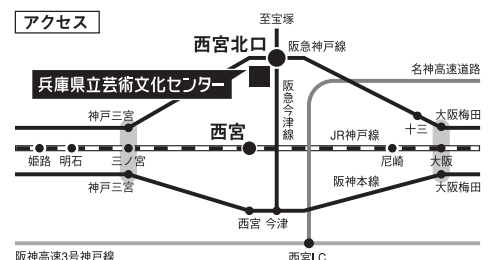 アクセス
至宝塚
西宮北口
阪急神戸線
兵庫県立芸術文化センター
名神高速道路
阪急今津線
神戸三宮
大阪梅田
十三
西宮
JR神戸線
姫路
明石
三ノ宮
尼崎
大阪
神戸三宮
阪神本線
大阪梅田
西宮
今津
阪神高速3号神戸線
西宮I.C